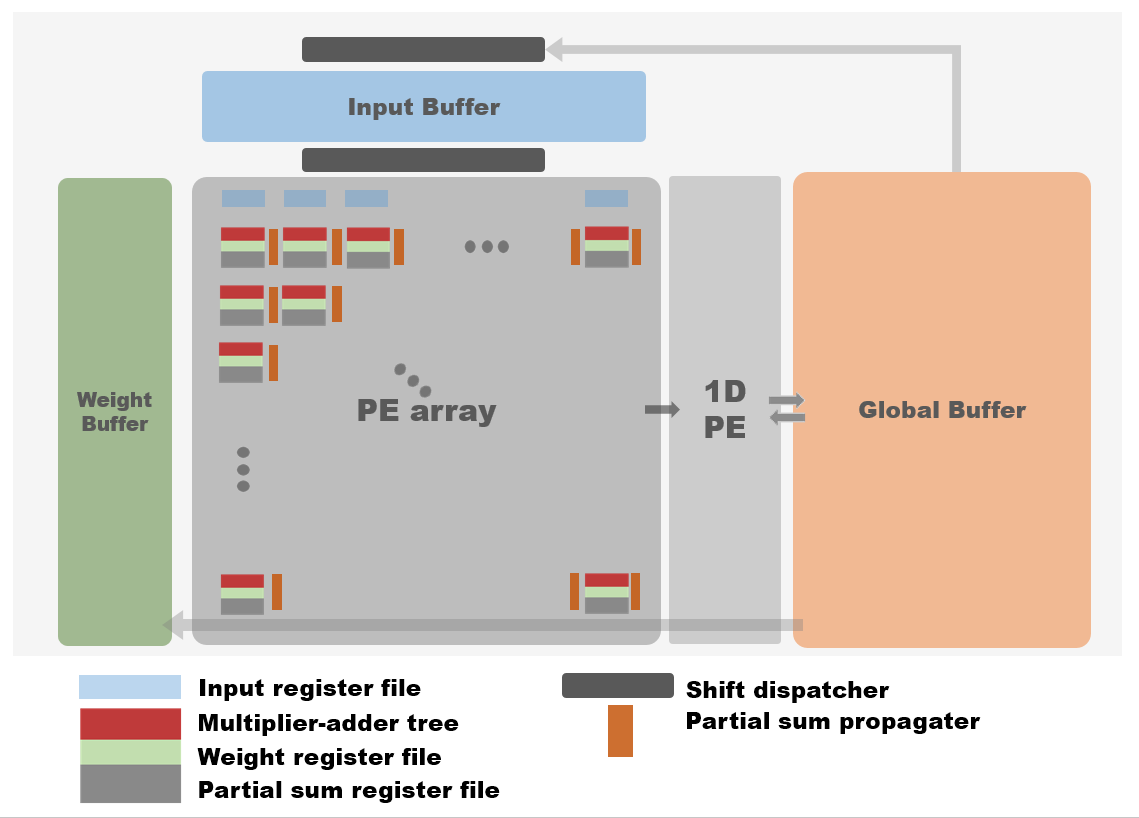 Input Buffer
Weight
Buffer
PE array
1D
PE
Global Buffer
Input register file
Multiplier-adder tree
Weight register file
Partial sum register file
Shift dispatcher
Partial sum propagater